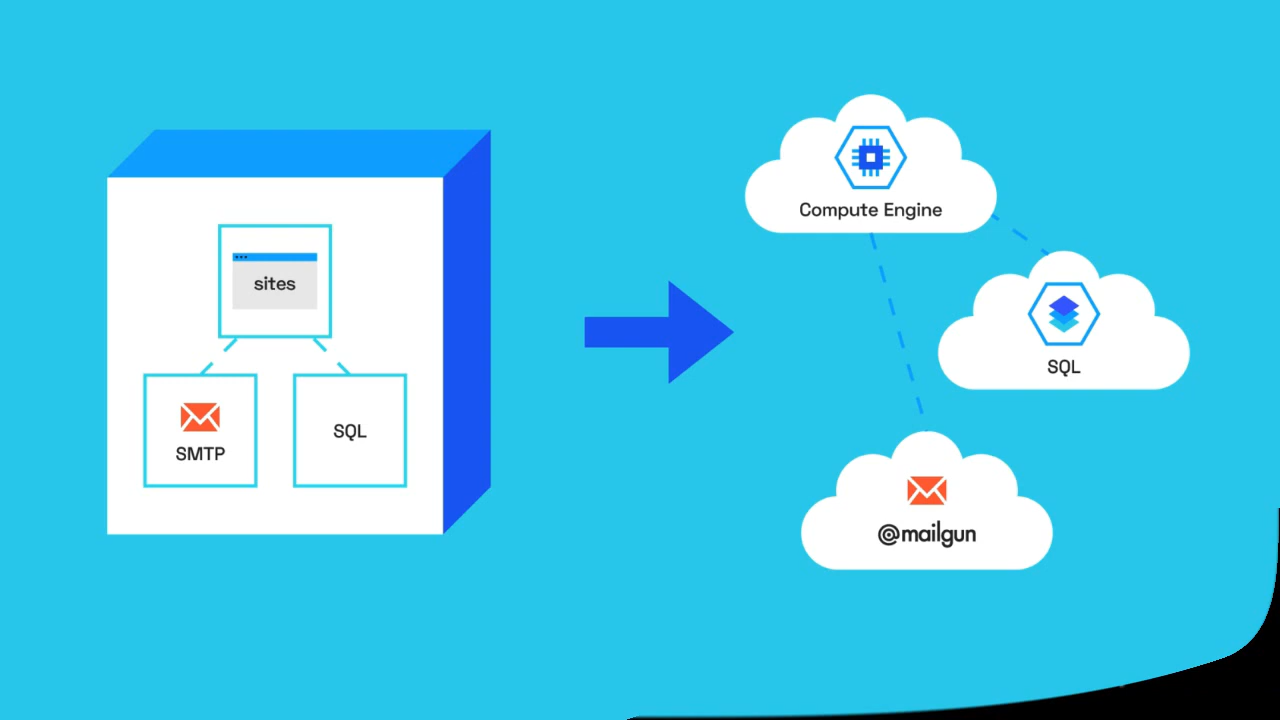 sites
SMTP
SQL
Compute Engine
SQL
@mailgun